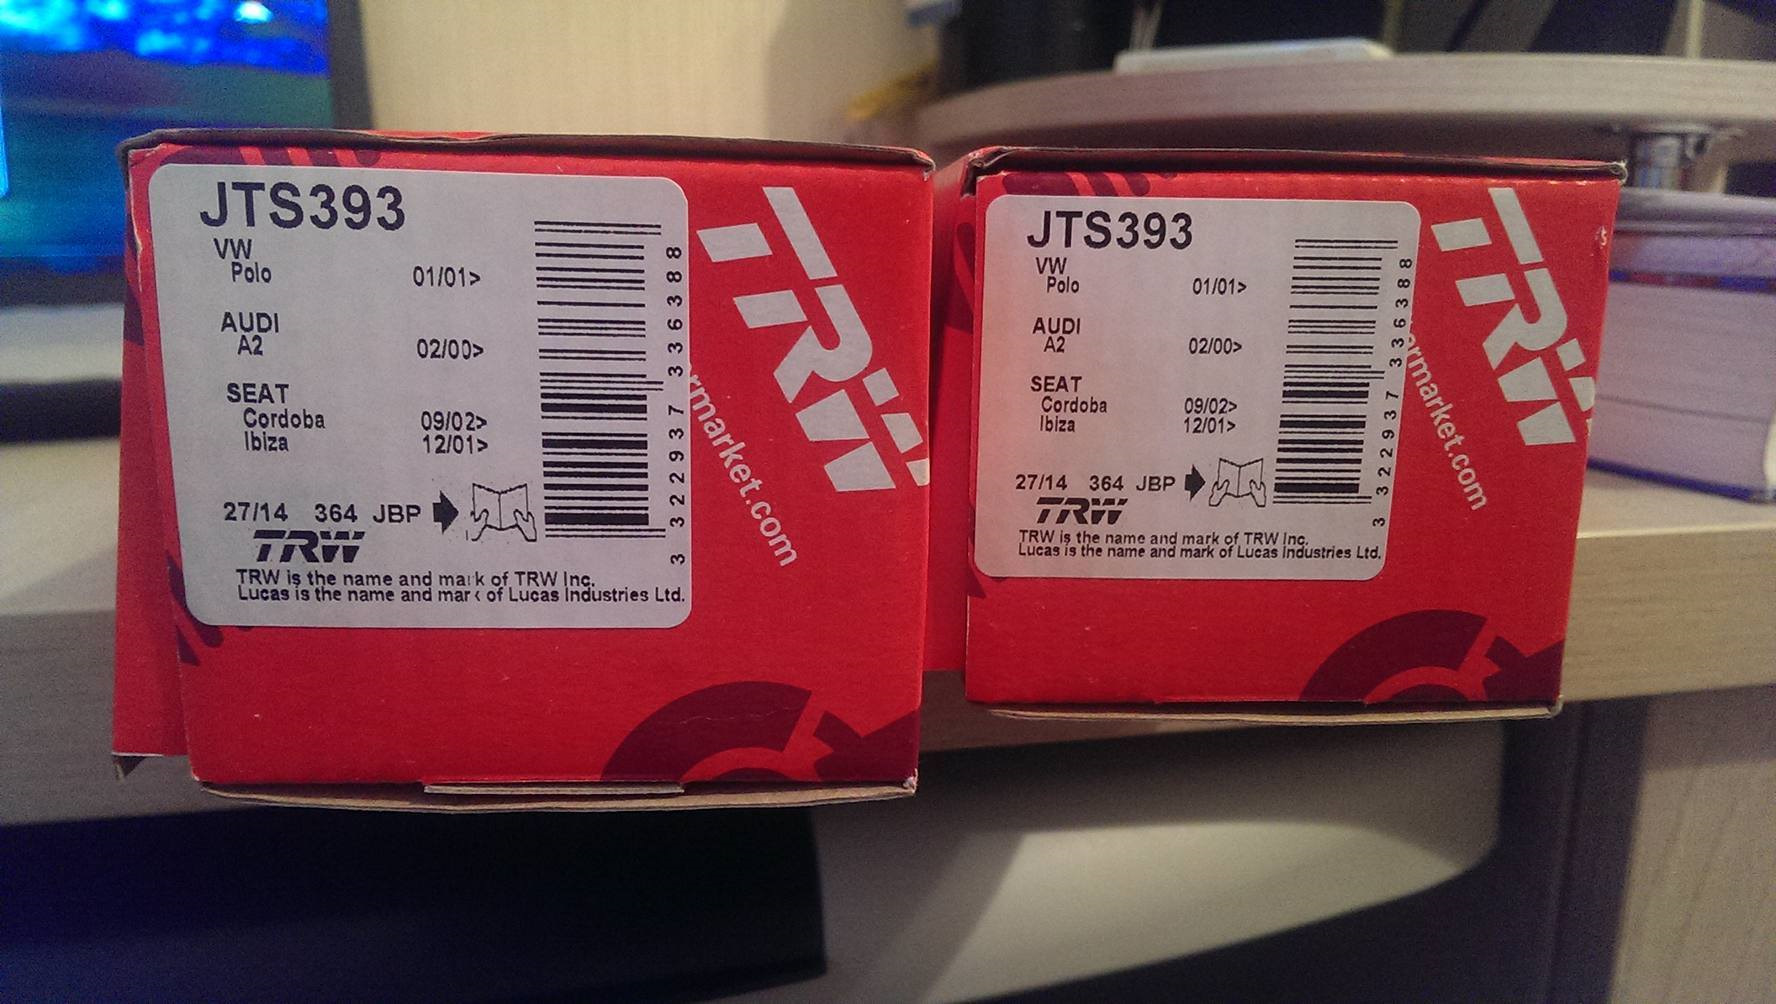 JTS393
VW
Polo 01/01>
AUDI
A2 02/00>
SEAT
Cordoba 09/02>
Ibiza 12/01>
27/14 364 JBP
TRW
TRW is the name and mark of TRW Inc.
Lucas is the name and mark of Lucas Industries Ltd.
3 322937 336388
TRW
ermarket.com
JTS393
VW
Polo 01/01>
AUDI
A2 02/00>
SEAT
Cordoba 09/02>
Ibiza 12/01>
27/14 364 JBP
TRW
TRW is the name and mark of TRW Inc.
Lucas is the name and mark of Lucas Industries Ltd.
3 322937 336388
TRW
ermarket.com